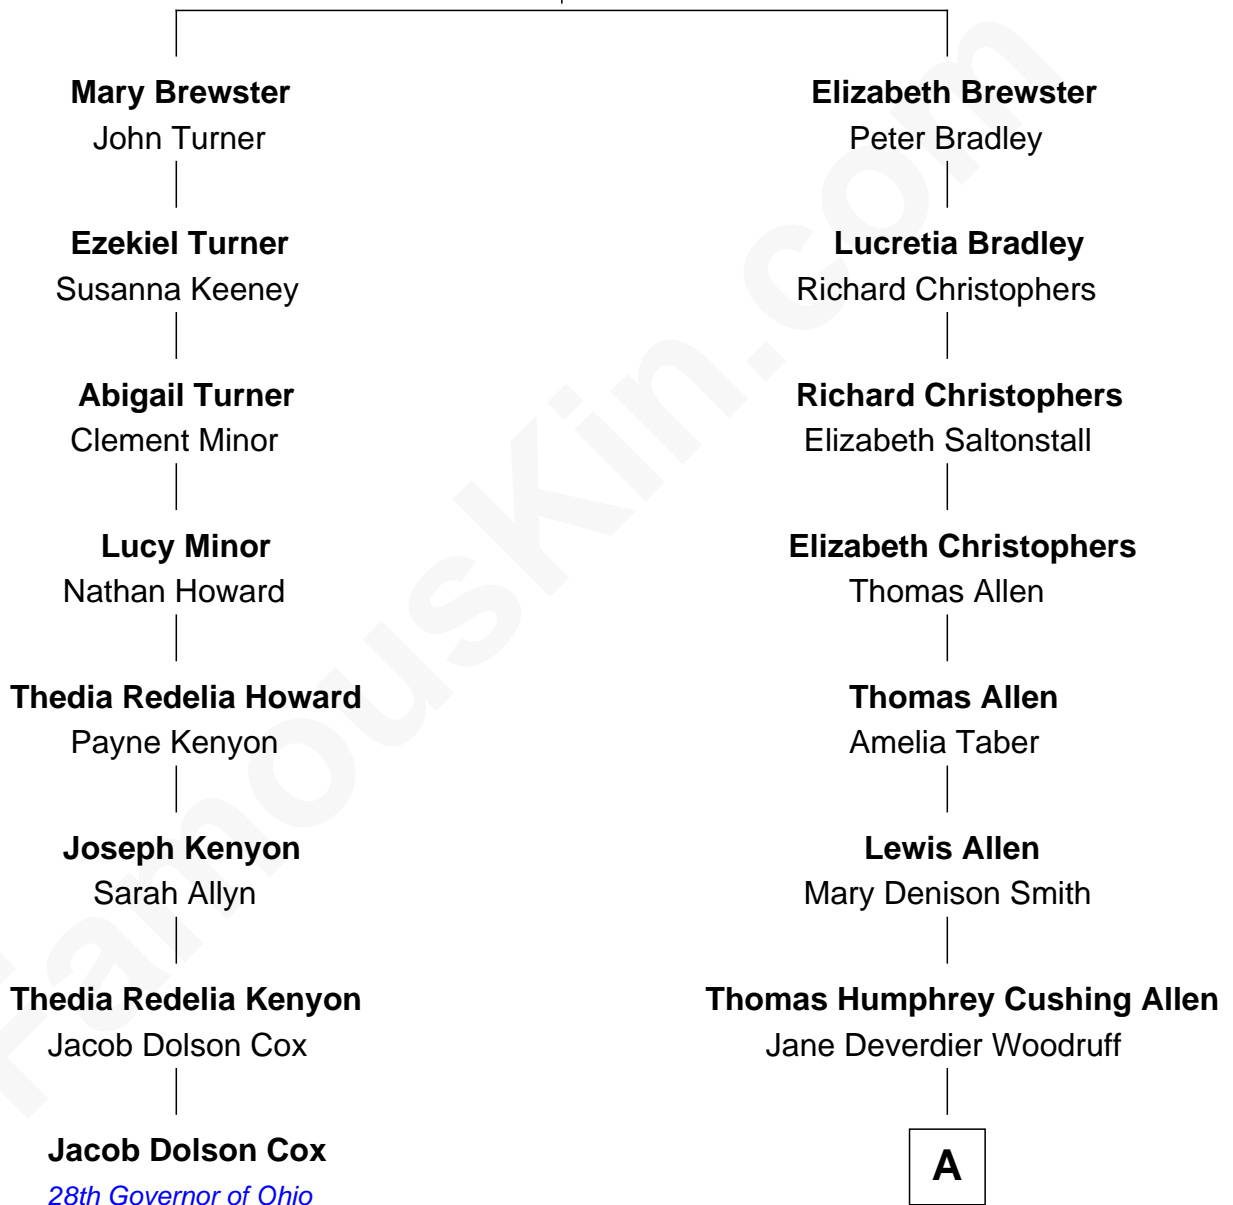 Mary Brewster
John Turner
Ezekiel Turner
Susanna Keeney
Abigail Turner
Clement Minor
Lucy Minor
Nathan Howard
Thedia Redelia Howard
Payne Kenyon
Joseph Kenyon
Sarah Allyn
Thedia Redelia Kenyon
Jacob Dolson Cox
Jacob Dolson Cox
28th Governor of Ohio
Elizabeth Brewster
Peter Bradley
Lucretia Bradley
Richard Christophers
Richard Christophers
Elizabeth Saltonstall
Elizabeth Christophers
Thomas Allen
Thomas Allen
Amelia Taber
Lewis Allen
Mary Denison Smith
Thomas Humphrey Cushing Allen
Jane Deverdier Woodruff
A
FamousKin.com